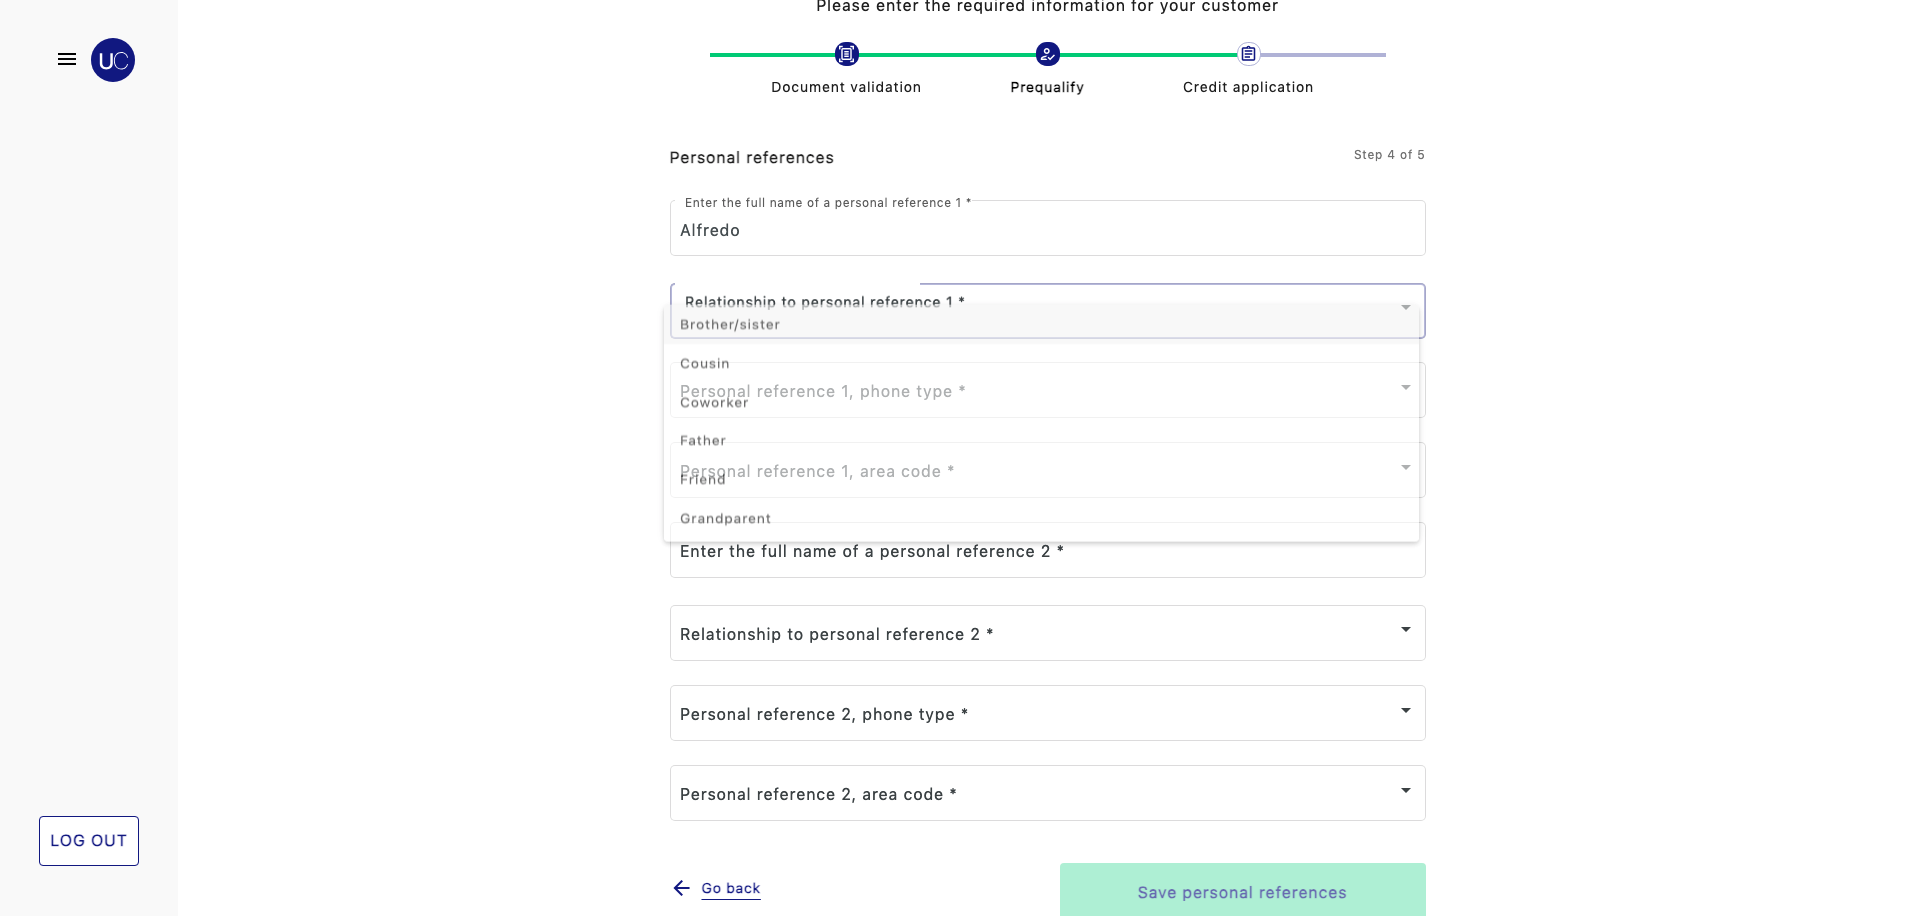 Please enter the required information for your customer
UC
Document validation
Prequalify
Credit application
Personal references
Step 4 of 5
Enter the full name of a personal reference 1 *
Alfredo
Relationship to personal reference 1 *
Brother/sister
Cousin
Personal reference 1, phone type *
Coworker
Father
Personal reference 1, area code *
Friend
Grandparent
Enter the full name of a personal reference 2 *
Relationship to personal reference 2 *
Personal reference 2, phone type *
Personal reference 2, area code *
LOG OUT
Go back
Save personal references